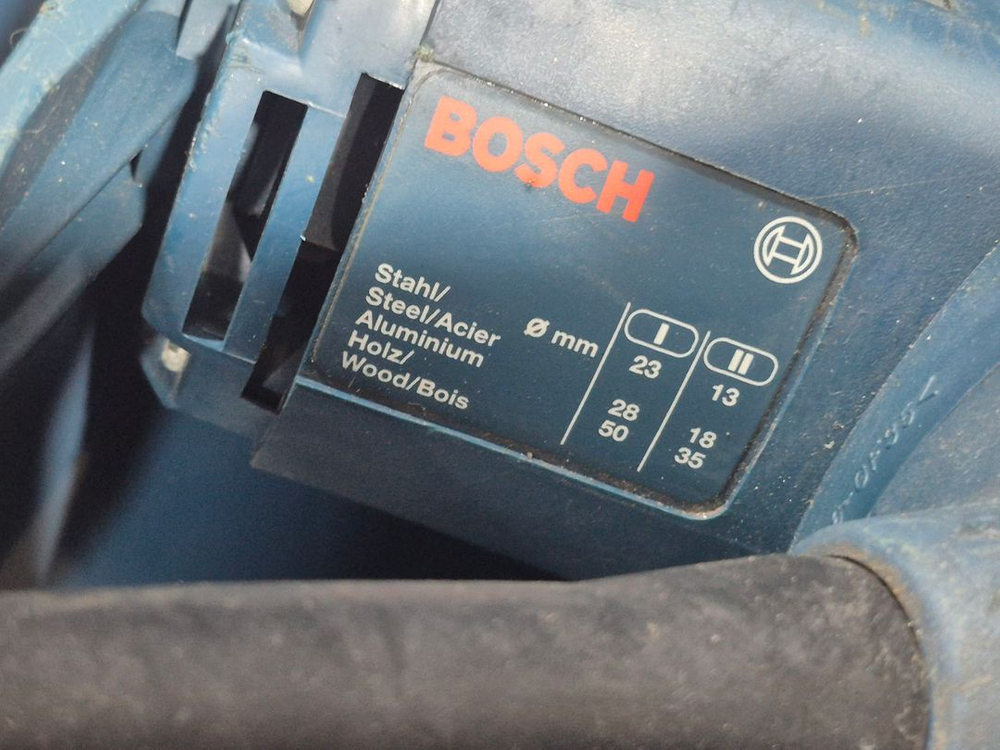 BOSCH
Stahl/
Steel/Acier Ø mm I II
23 13
Aluminium 28 18
Holz/
Wood/Bois 50 35